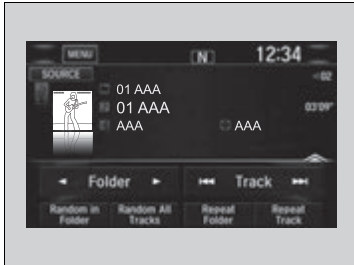 MENU N 12:34
SOURCE 02
01 AAA
01 AAA 03'09"
AAA AAA
Folder Track
Random in Folder Random All Tracks Repeat Folder Repeat Track